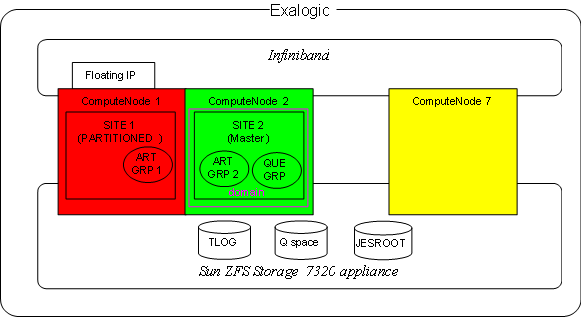 Exalogic
Infiniband
Floating IP
ComputeNode 1
ComputeNode 2
ComputeNode 7
SITE 1
(PARTITIONED )
ART
GRP 1
SITE 2
(Master)
ART
GRP 2
QUE
GRP
domain
TLOG
Q space
JESROOT
Sun ZFS Storage 7320 appliance